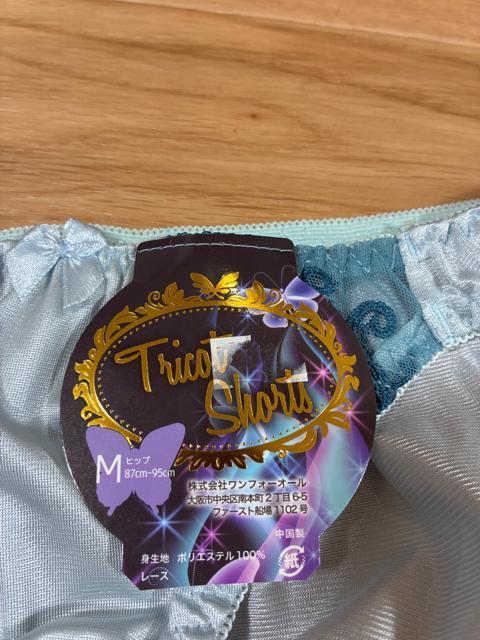 Tricot
Shorts
M ヒップ
87cm~95cm
株式会社ワンフォーオール
大阪市中央区南本町2丁目6-5
ファースト船場1102号
中国製
身生地 ポリエステル100%
レース
紙